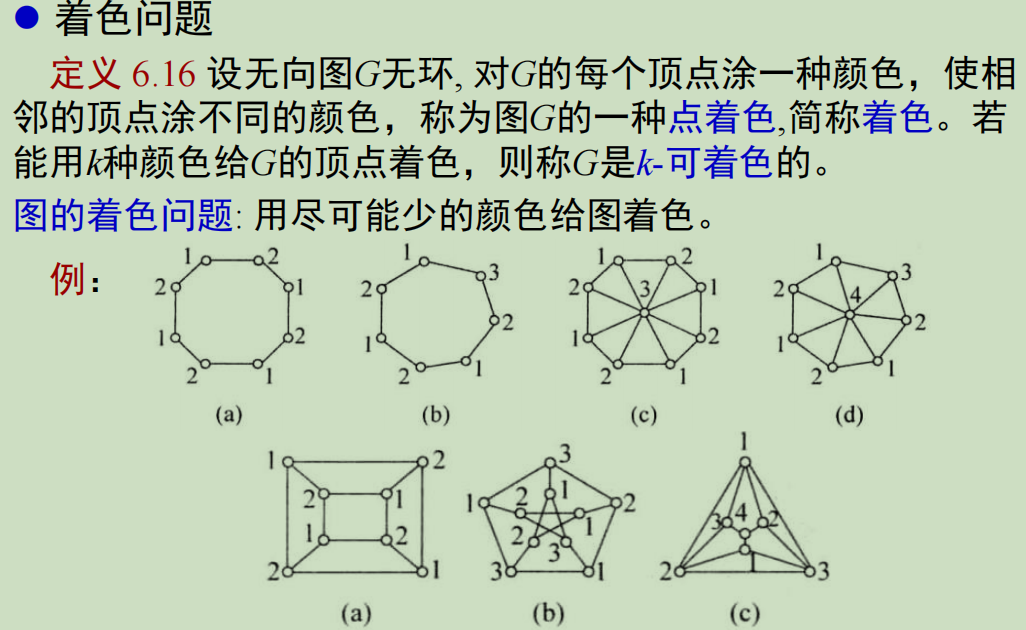 ● 着色问题
定义 6.16 设无向图G无环, 对G的每个顶点涂一种颜色，使相
邻的顶点涂不同的颜色，称为图G的一种点着色,简称着色。若
能用k种颜色给G的顶点着色，则称G是k-可着色的。
图的着色问题: 用尽可能少的颜色给图着色。
例：
1 2
2 1
1 2
2 1
(a)
1
3
2
2
1
2 1
(b)
1 2
2 3 1
1 2
2 1
(c)
1
3
2 4
2
1
2 1
(d)
1 2
2 1
1 2
2 1
(a)
3
1 2 1 2
2 3 1
3 1
(b)
1
3 4 2
2 1 3
(c)